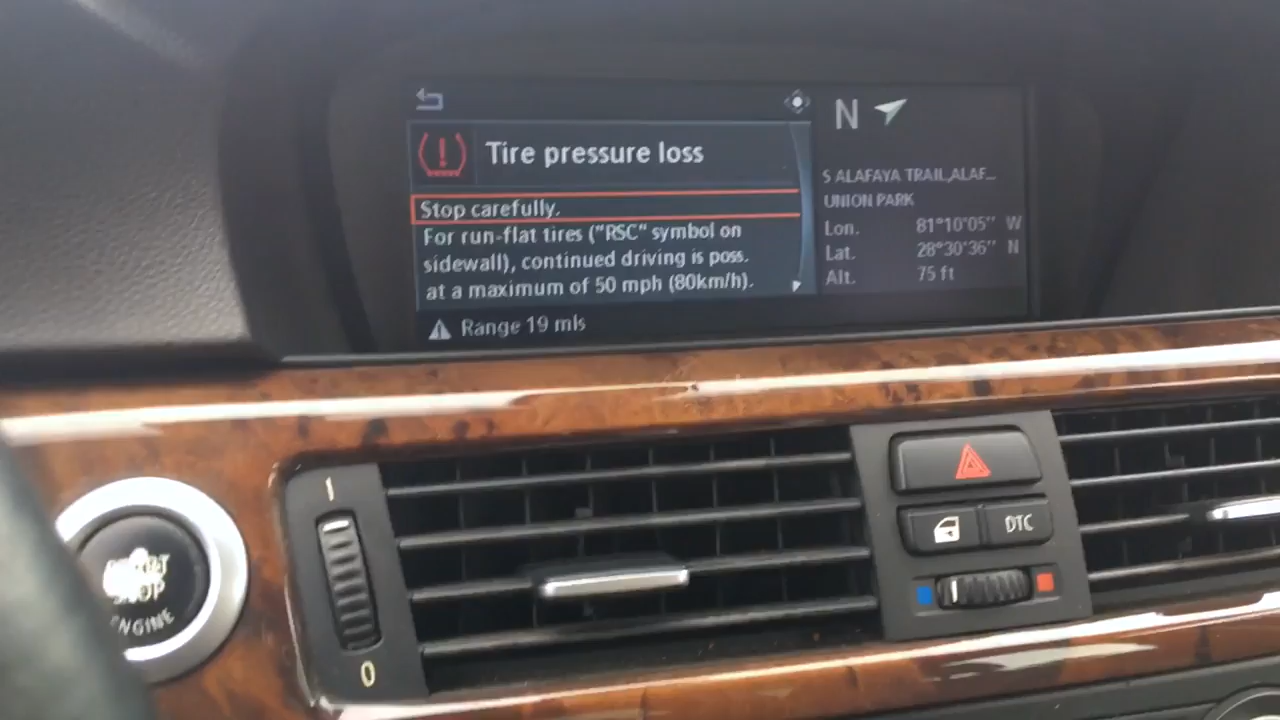 Tire pressure loss
Stop carefully.
For run-flat tires ("RSC" symbol on
sidewall), continued driving is poss.
at a maximum of 50 mph (80km/h).
Range 19 mls
N
S ALAFAYA TRAIL,ALAF...
UNION PARK
Lon. 81°10'05'' W
Lat. 28°30'36'' N
Alt. 75 ft
START
STOP
ENGINE
1
0
DTC